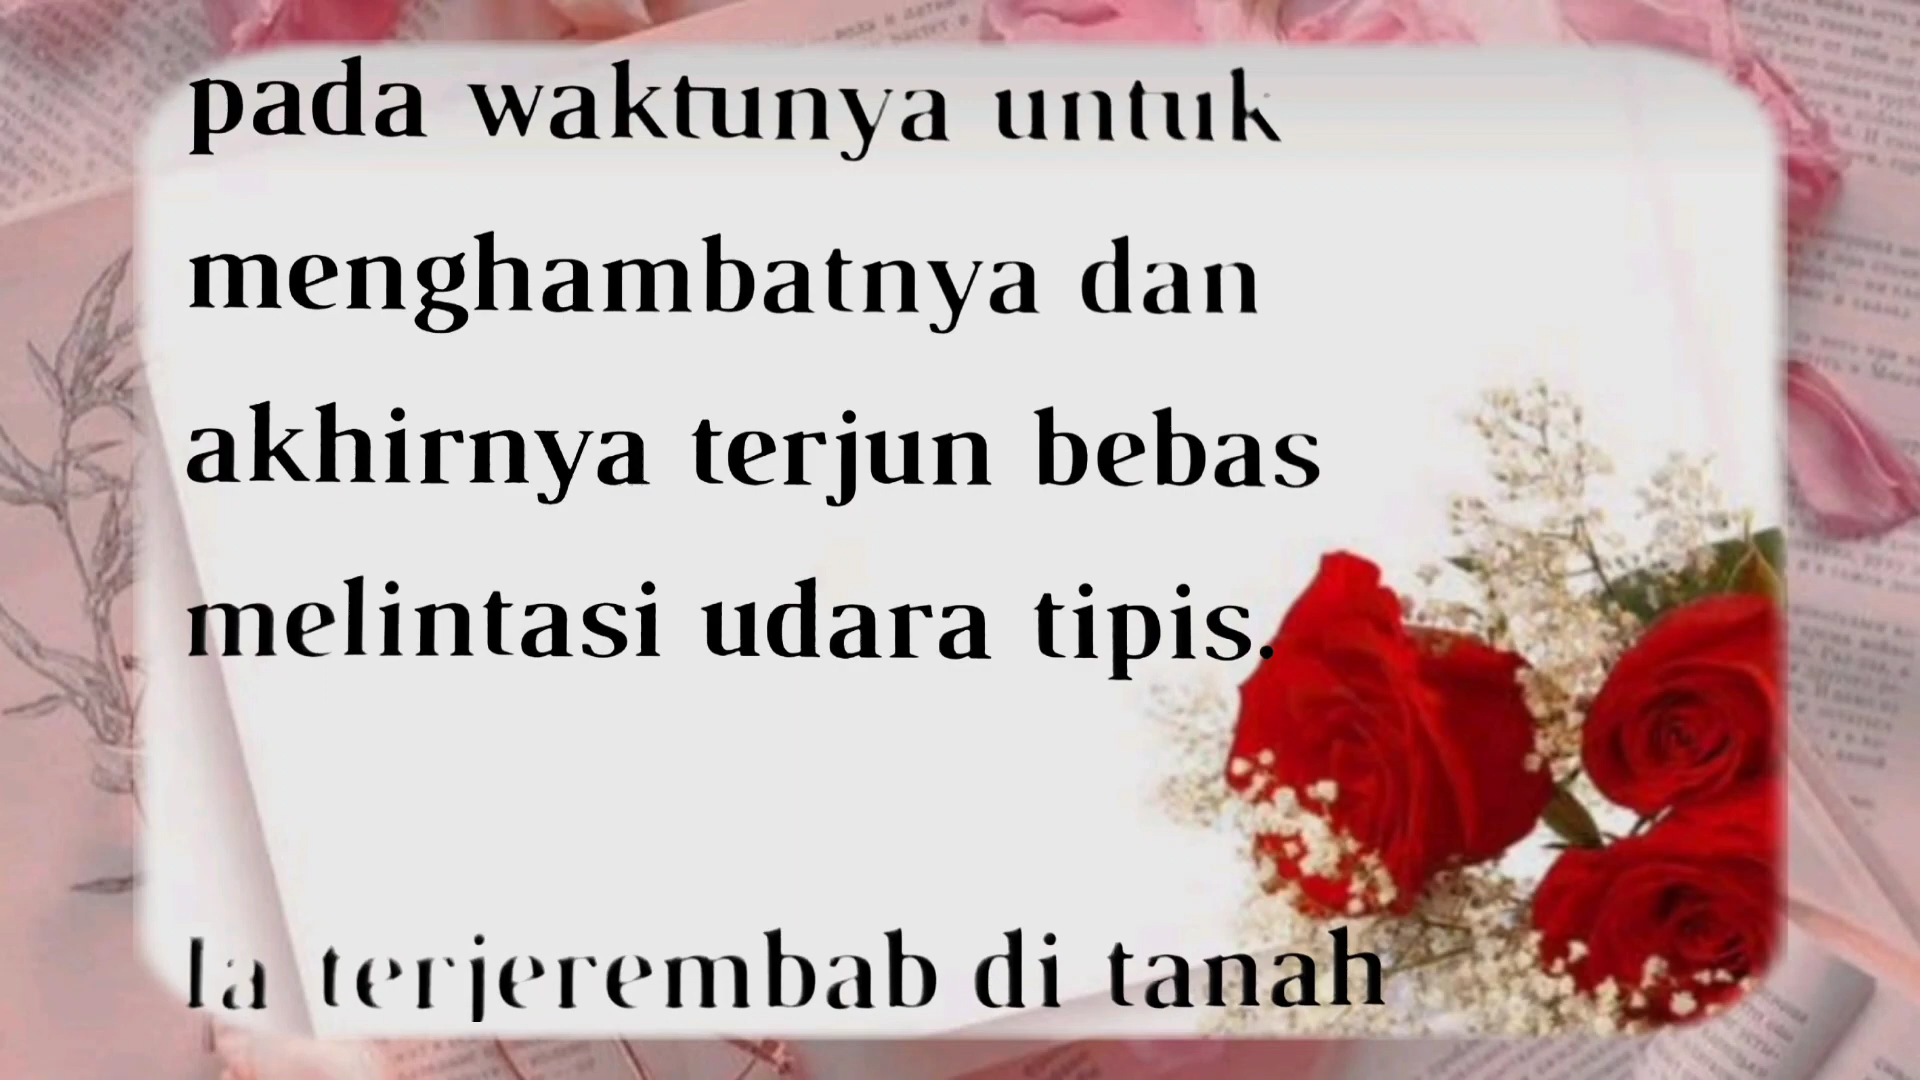 pada waktunya untuk
menghambatnya dan
akhirnya terjun bebas
melintasi udara tipis.
Ia terjerembab di tanah